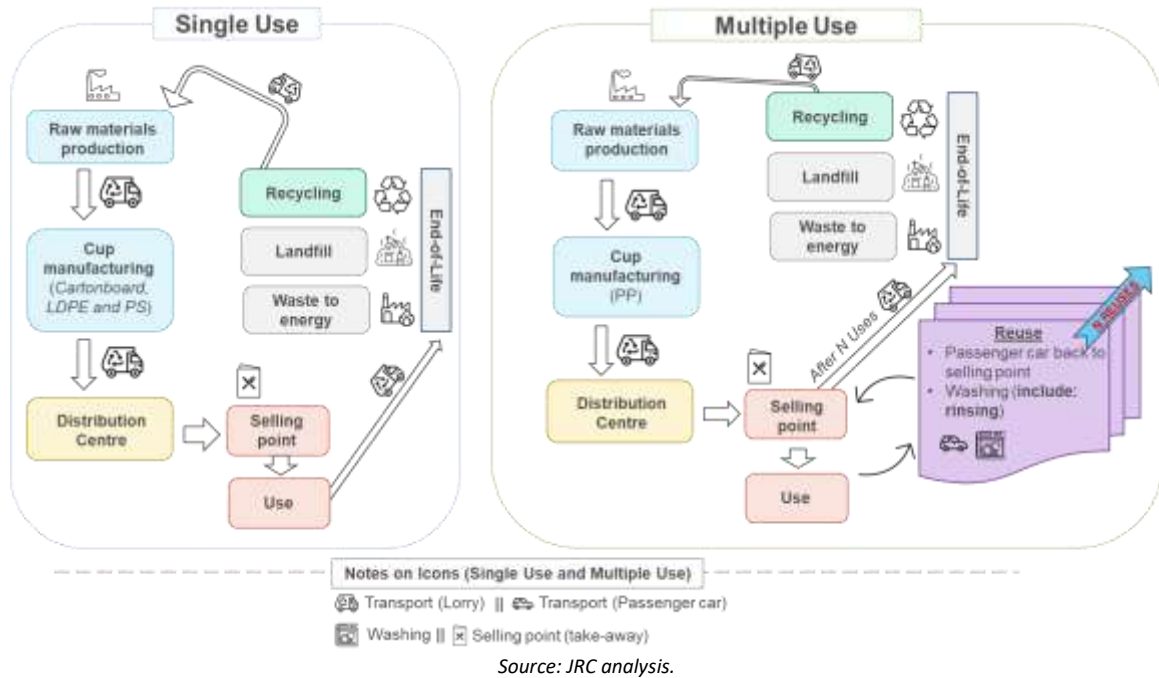 Single Use
Raw materials
production
Cup
manufacturing
(Cartonboard,
LDPE and PS)
Distribution
Centre
Selling
point
Use
Recycling
Landfill
Waste to
energy
End-of-Life
Multiple Use
Raw materials
production
Cup
manufacturing
(PP)
Distribution
Centre
Selling
point
Use
Recycling
Landfill
Waste to
energy
End-of-Life
After N Uses
N REUSES
Reuse
• Passenger car back to
selling point
• Washing (include:
rinsing)
Notes on Icons (Single Use and Multiple Use)
Transport (Lorry) || Transport (Passenger car)
Washing || Selling point (take-away)
Source: JRC analysis.